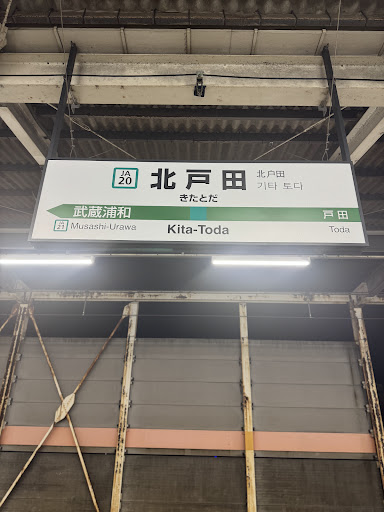 JA
20
北戸田
北户田
기타 토다
きたとだ
武蔵浦和
戸田
JA
21
Musashi-Urawa
Kita-Toda
Toda